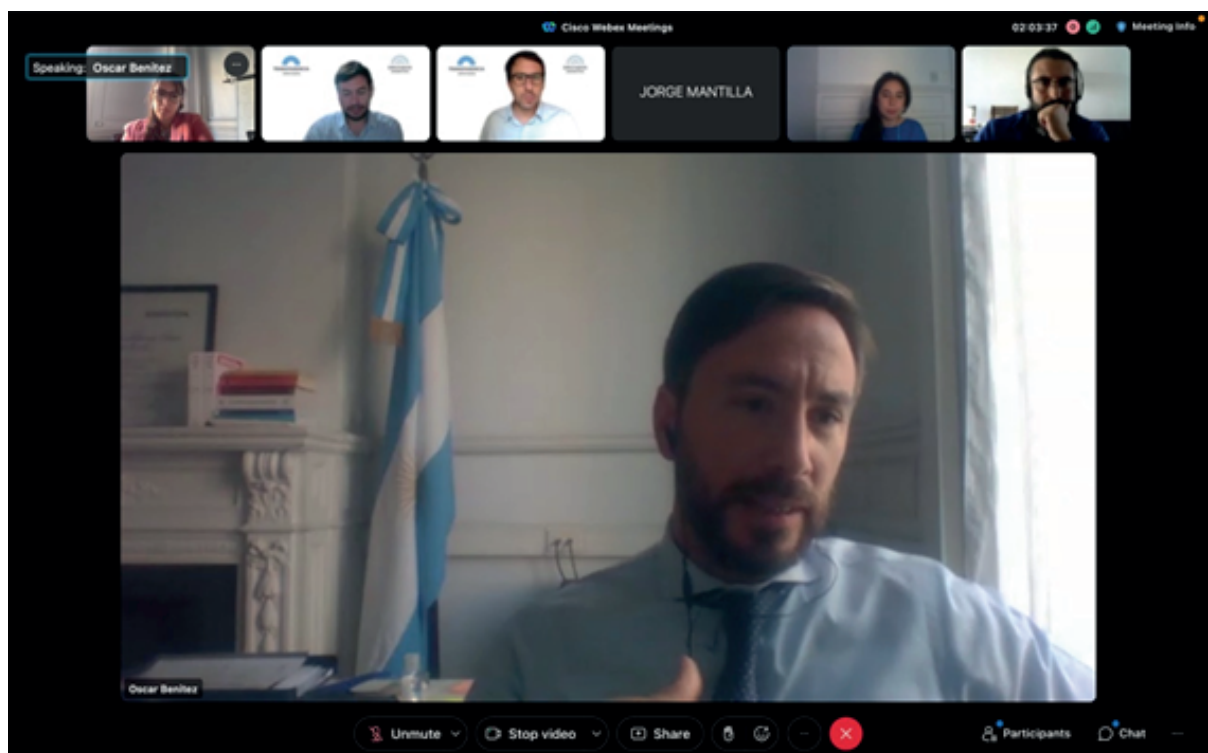 Cisco Webex Meetings
02:03:37
Meeting Info
Speaking: Oscar Benitez
JORGE MANTILLA
Oscar Benitez
Unmute
Stop video
Share
Participants
Chat